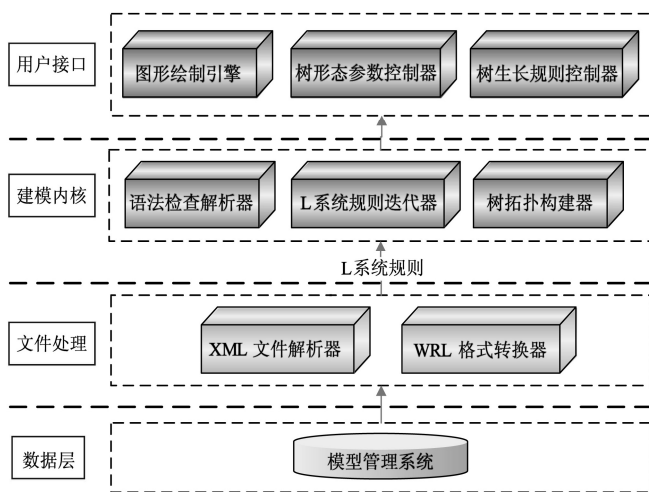 用户接口
图形绘制引擎
树形态参数控制器
树生长规则控制器
建模内核
语法检查解析器
L系统规则迭代器
树拓扑构建器
L系统规则
文件处理
XML 文件解析器
WRL 格式转换器
数据层
模型管理系统